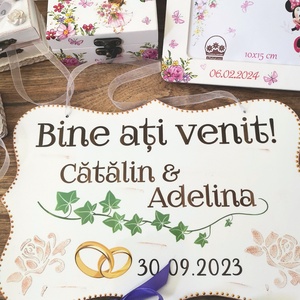 10x15 cm
06.02.2024
Bine ați venit!
Cătălin &
Adelina
30.09.2023